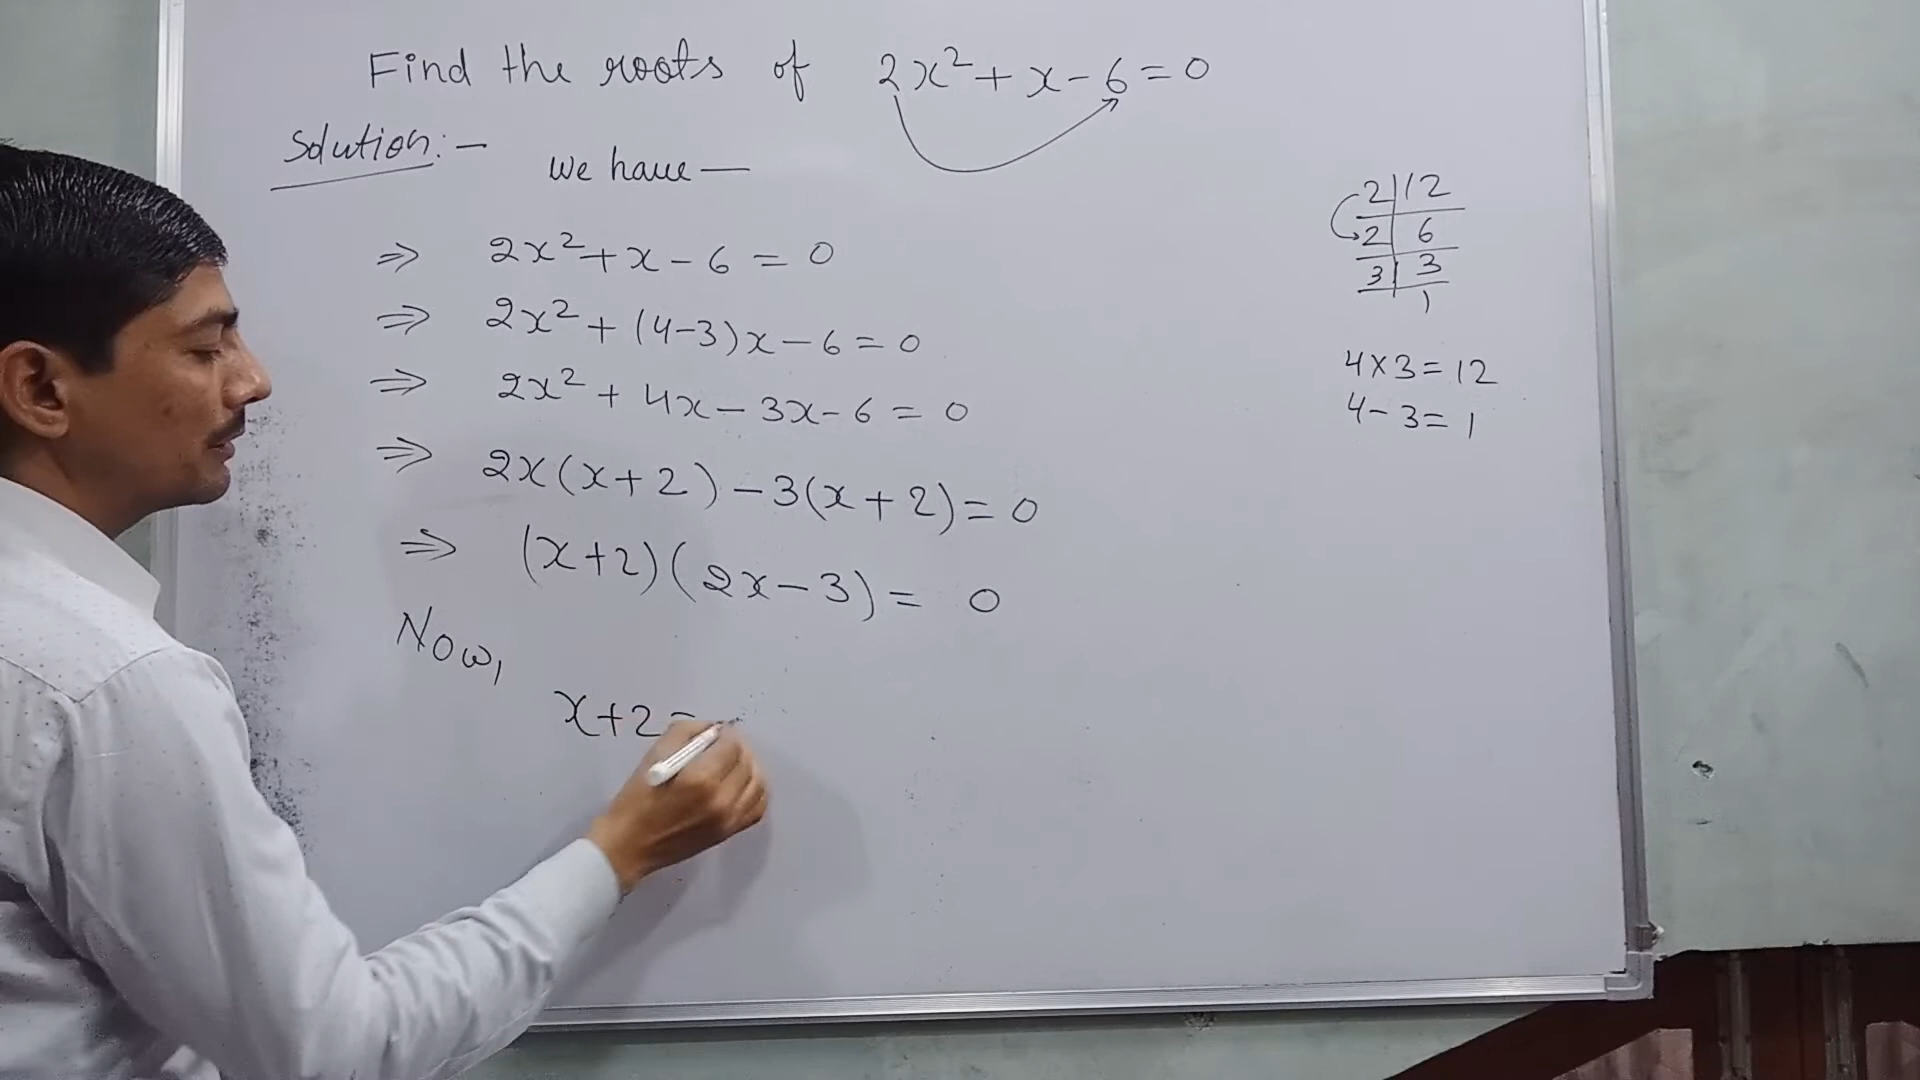 Find the roots of 2x²+x-6=0
Solution:-
we have —
⇒ 2x²+x-6=0
⇒ 2x²+(4-3)x-6=0
⇒ 2x²+4x-3x-6=0
⇒ 2x(x+2)-3(x+2)=0
⇒ (x+2)(2x-3)=0
Now,
x+2=
2|12
2|6
3|3
1
4×3=12
4-3=1